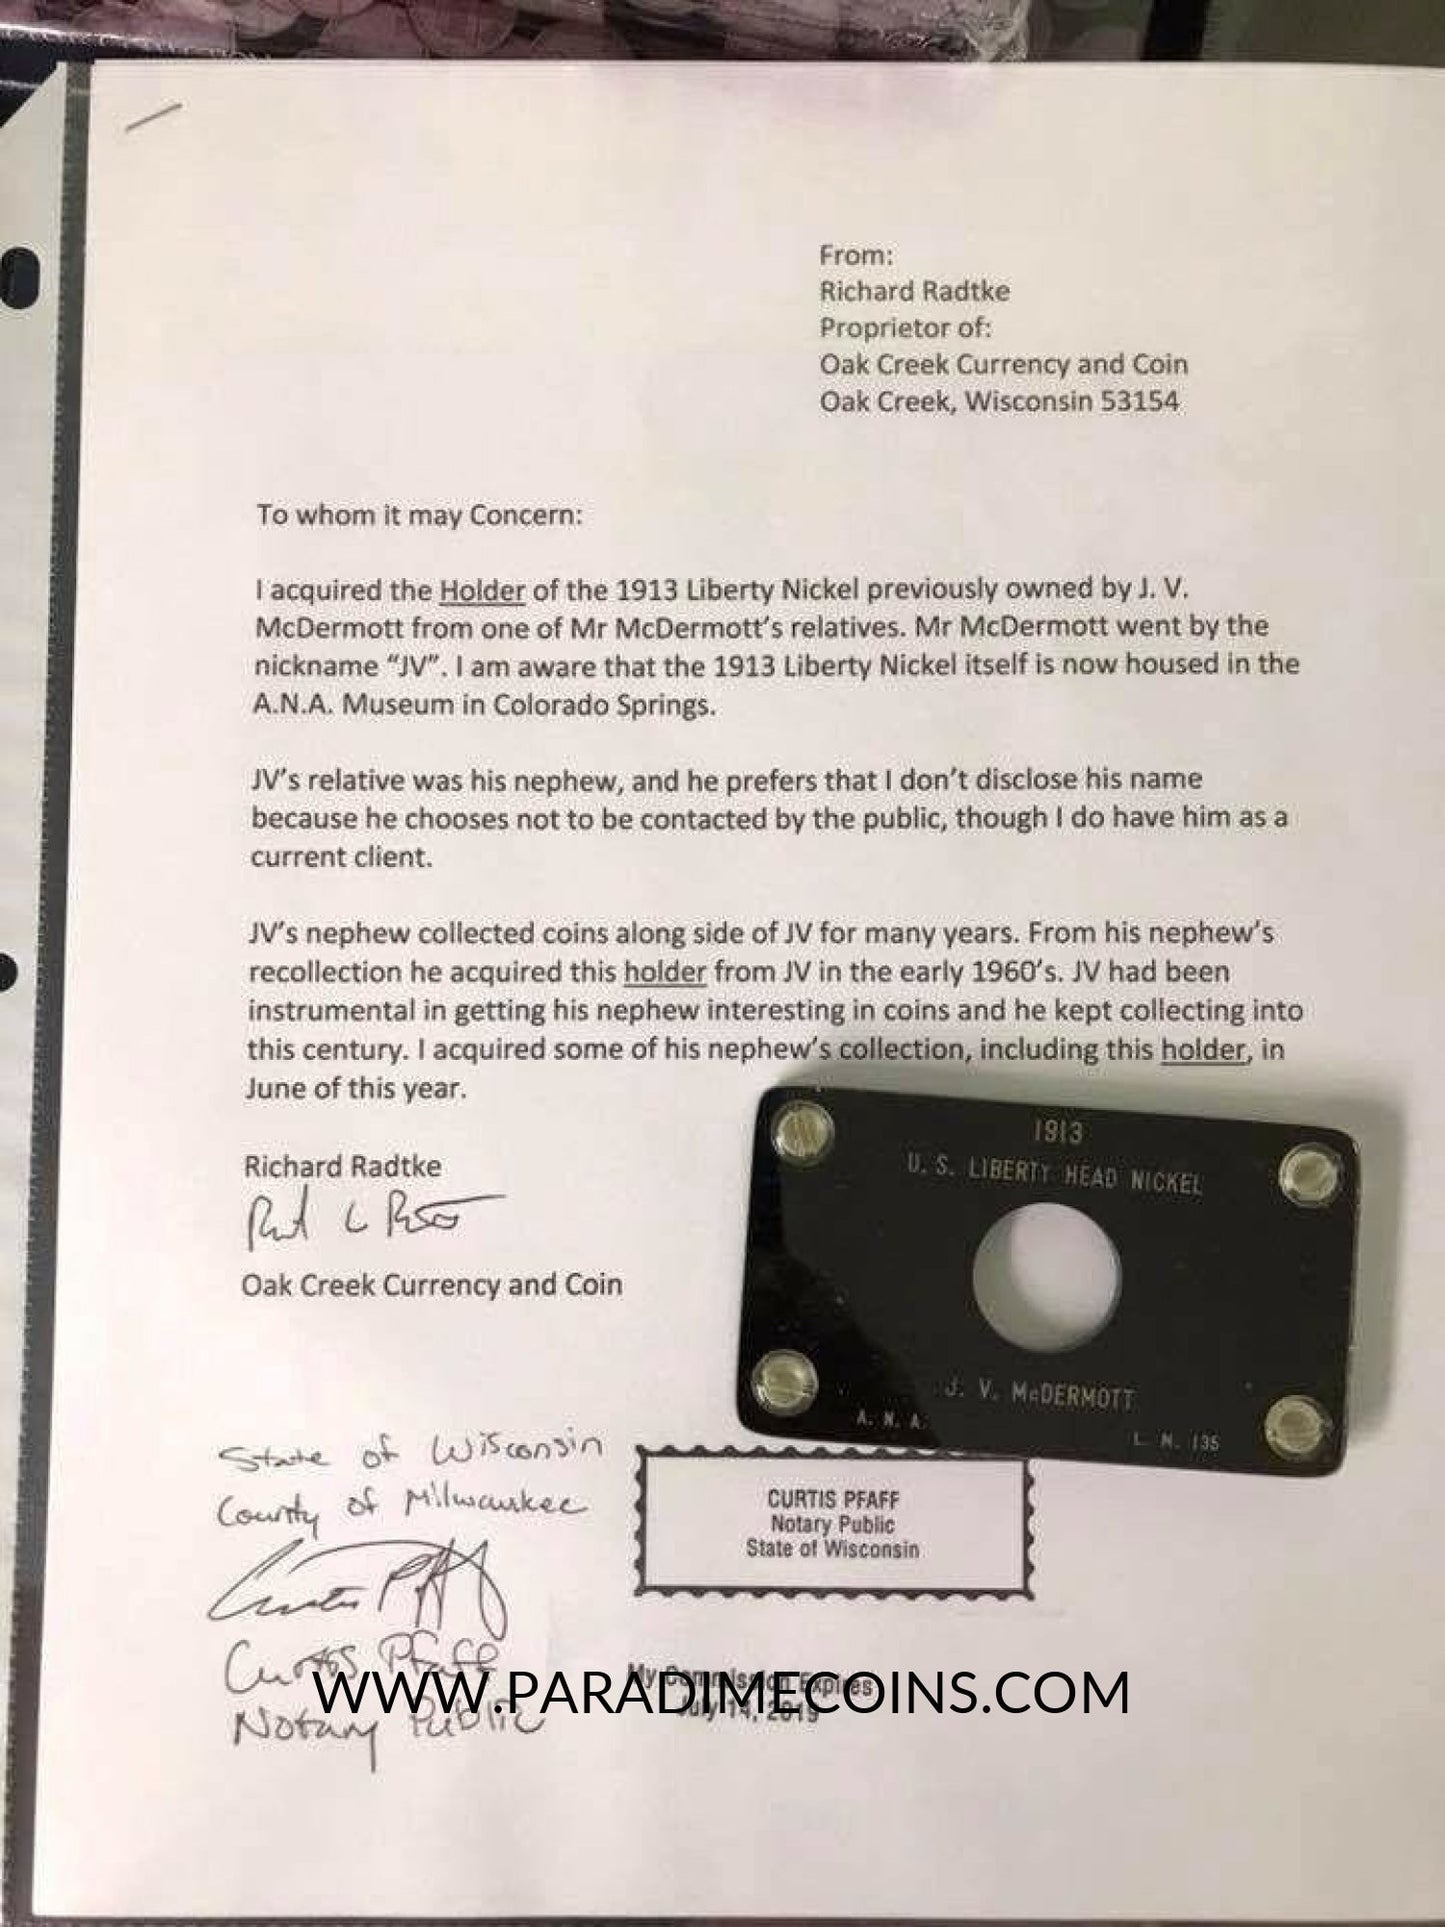 From:
Richard Radtke
Proprietor of:
Oak Creek Currency and Coin
Oak Creek, Wisconsin 53154
To whom it may Concern:
I acquired the Holder of the 1913 Liberty Nickel previously owned by J. V.
McDermott from one of Mr McDermott's relatives. Mr McDermott went by the
nickname “JV”. I am aware that the 1913 Liberty Nickel itself is now housed in the
A.N.A. Museum in Colorado Springs.
JV's relative was his nephew, and he prefers that I don't disclose his name
because he chooses not to be contacted by the public, though I do have him as a
current client.
JV's nephew collected coins along side of JV for many years. From his nephew's
recollection he acquired this holder from JV in the early 1960's. JV had been
instrumental in getting his nephew interesting in coins and he kept collecting into
this century. I acquired some of his nephew's collection, including this holder, in
June of this year.
Richard Radtke
Oak Creek Currency and Coin
1913
U. S. LIBERTY HEAD NICKEL
J. V. McDERMOTT
A. N. A.
L. M. 135
State of Wisconsin
County of Milwaukee
CURTIS PFAFF
Notary Public
State of Wisconsin
Curtis Pfaff
Notary Public
My Commission Expires
July 14, 2019
WWW.PARADIMECOINS.COM